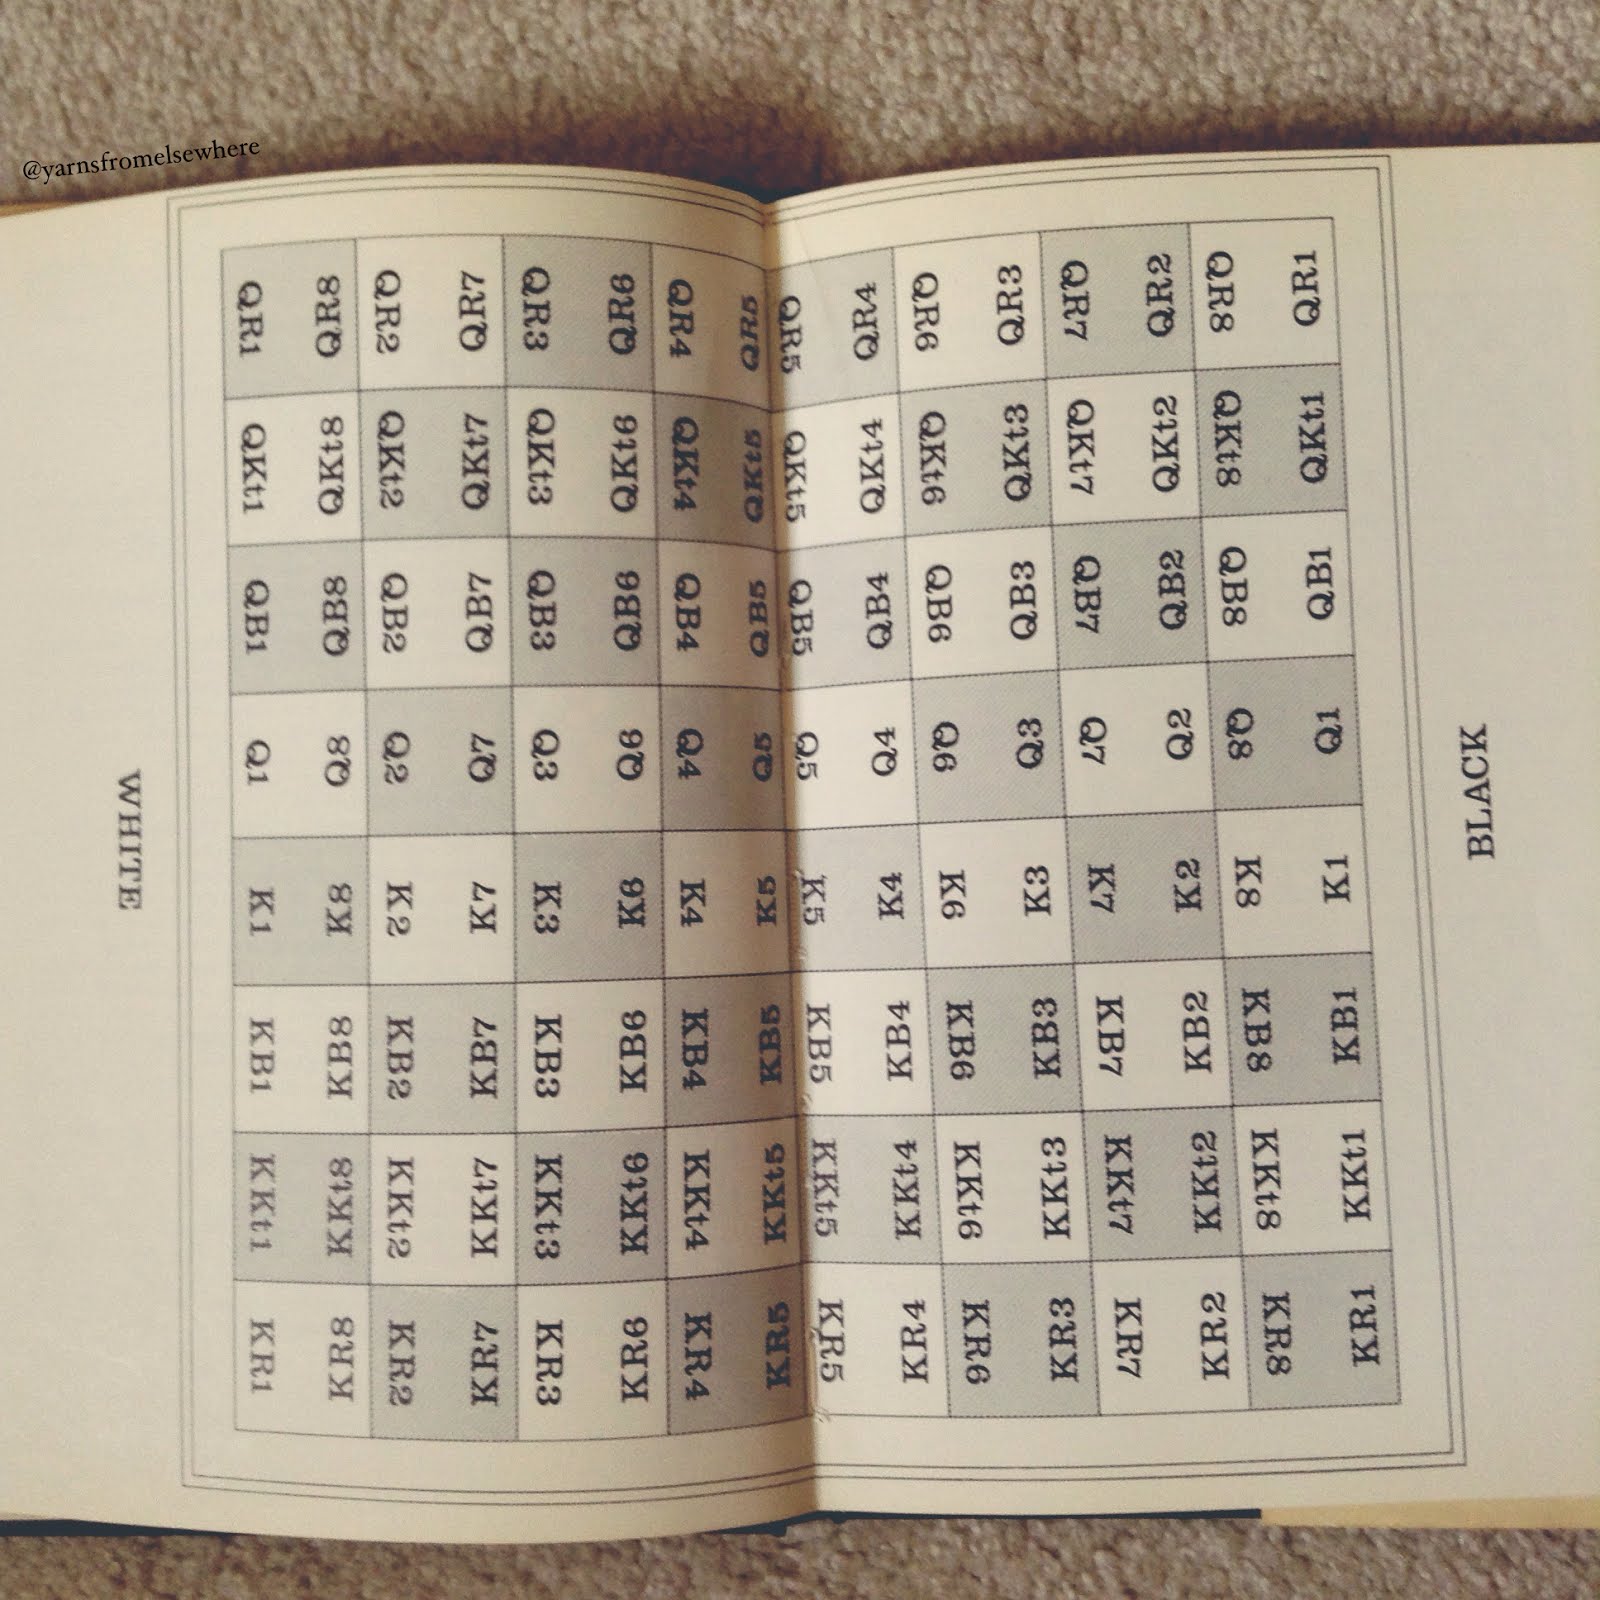 @yarnsfromelsewhere
WHITE
QR1 QR8 QR2 QR7 QR3 QR6 QR4 QR5 QR5 QR4 QR6 QR3 QR7 QR2 QR8 QR1
QKt1 QKt8 QKt2 QKt7 QKt3 QKt6 QKt4 QKt5 QKt5 QKt4 QKt6 QKt3 QKt7 QKt2 QKt8 QKt1
QB1 QB8 QB2 QB7 QB3 QB6 QB4 QB5 QB5 QB4 QB6 QB3 QB7 QB2 QB8 QB1
Q1 Q8 Q2 Q7 Q3 Q6 Q4 Q5 Q5 Q4 Q6 Q3 Q7 Q2 Q8 Q1
K1 K8 K2 K7 K3 K6 K4 K5 K5 K4 K6 K3 K7 K2 K8 K1
KB1 KB8 KB2 KB7 KB3 KB6 KB4 KB5 KB5 KB4 KB6 KB3 KB7 KB2 KB8 KB1
KKt1 KKt8 KKt2 KKt7 KKt3 KKt6 KKt4 KKt5 KKt5 KKt4 KKt6 KKt3 KKt7 KKt2 KKt8 KKt1
KR1 KR8 KR2 KR7 KR3 KR6 KR4 KR5 KR5 KR4 KR6 KR3 KR7 KR2 KR8 KR1
BLACK